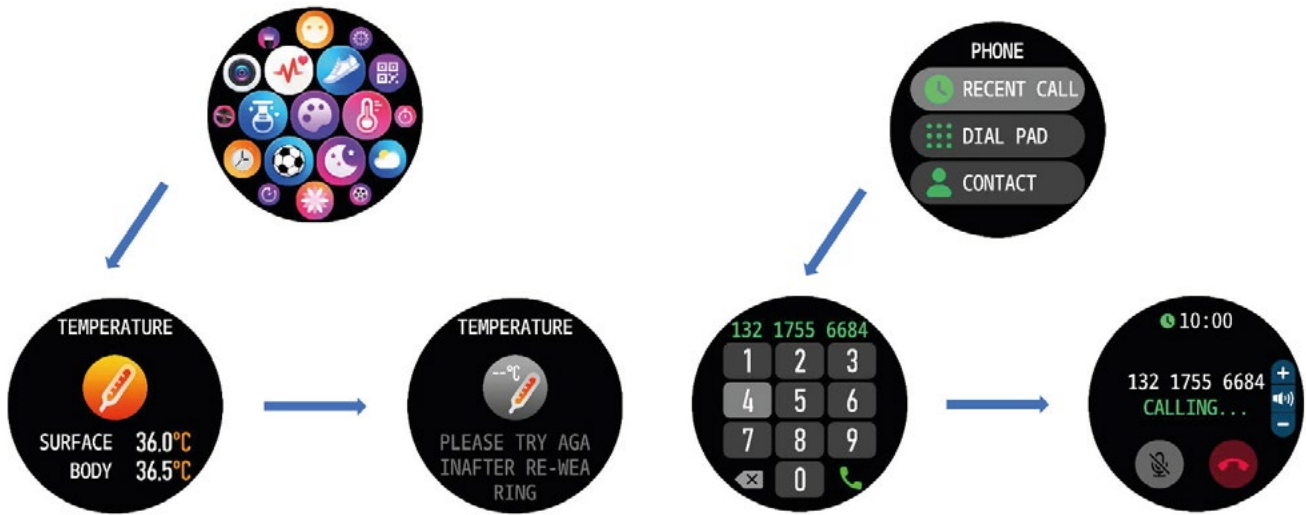 PHONE
RECENT CALL
DIAL PAD
CONTACT
TEMPERATURE
SURFACE 36.0°C
BODY 36.5°C
TEMPERATURE
--°C
PLEASE TRY AGA
INAFTER RE-WEA
RING
132 1755 6684
1 2 3
4 5 6
7 8 9
0
10:00
132 1755 6684
CALLING...
+
−